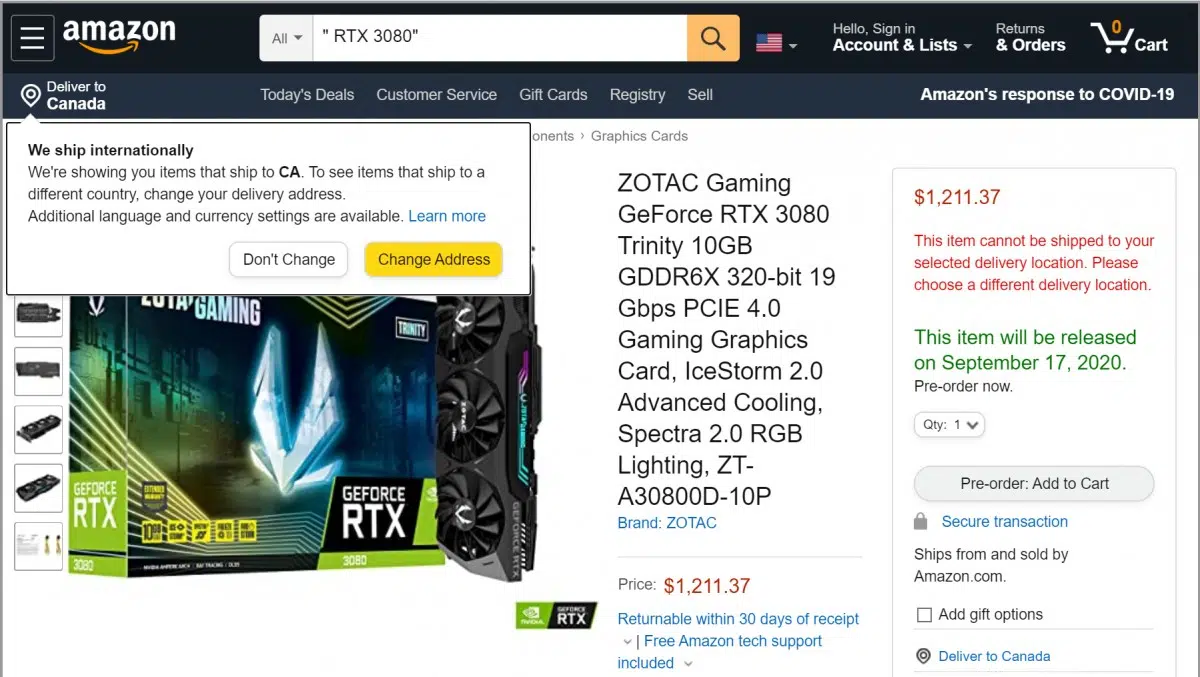 amazon
All
" RTX 3080"
Hello, Sign in
Account & Lists
Returns
& Orders
0
Cart
Deliver to
Canada
Today's Deals
Customer Service
Gift Cards
Registry
Sell
Amazon's response to COVID-19
We ship internationally
We're showing you items that ship to CA. To see items that ship to a
different country, change your delivery address.
Additional language and currency settings are available. Learn more
Don't Change
Change Address
onents › Graphics Cards
ZOTAC GAMING
TRINITY
GEFORCE
RTX
3080
EXTENDED
WARRANTY
10GB
GEFORCE
RTX
3080
ZOTAC
GEFORCE RTX
NVIDIA
GEFORCE
RTX
ZOTAC Gaming
GeForce RTX 3080
Trinity 10GB
GDDR6X 320-bit 19
Gbps PCIE 4.0
Gaming Graphics
Card, IceStorm 2.0
Advanced Cooling,
Spectra 2.0 RGB
Lighting, ZT-
A30800D-10P
Brand: ZOTAC
Price: $1,211.37
Returnable within 30 days of receipt
| Free Amazon tech support
included
$1,211.37
This item cannot be shipped to your
selected delivery location. Please
choose a different delivery location.
This item will be released
on September 17, 2020.
Pre-order now.
Qty: 1
Pre-order: Add to Cart
Secure transaction
Ships from and sold by
Amazon.com.
Add gift options
Deliver to Canada